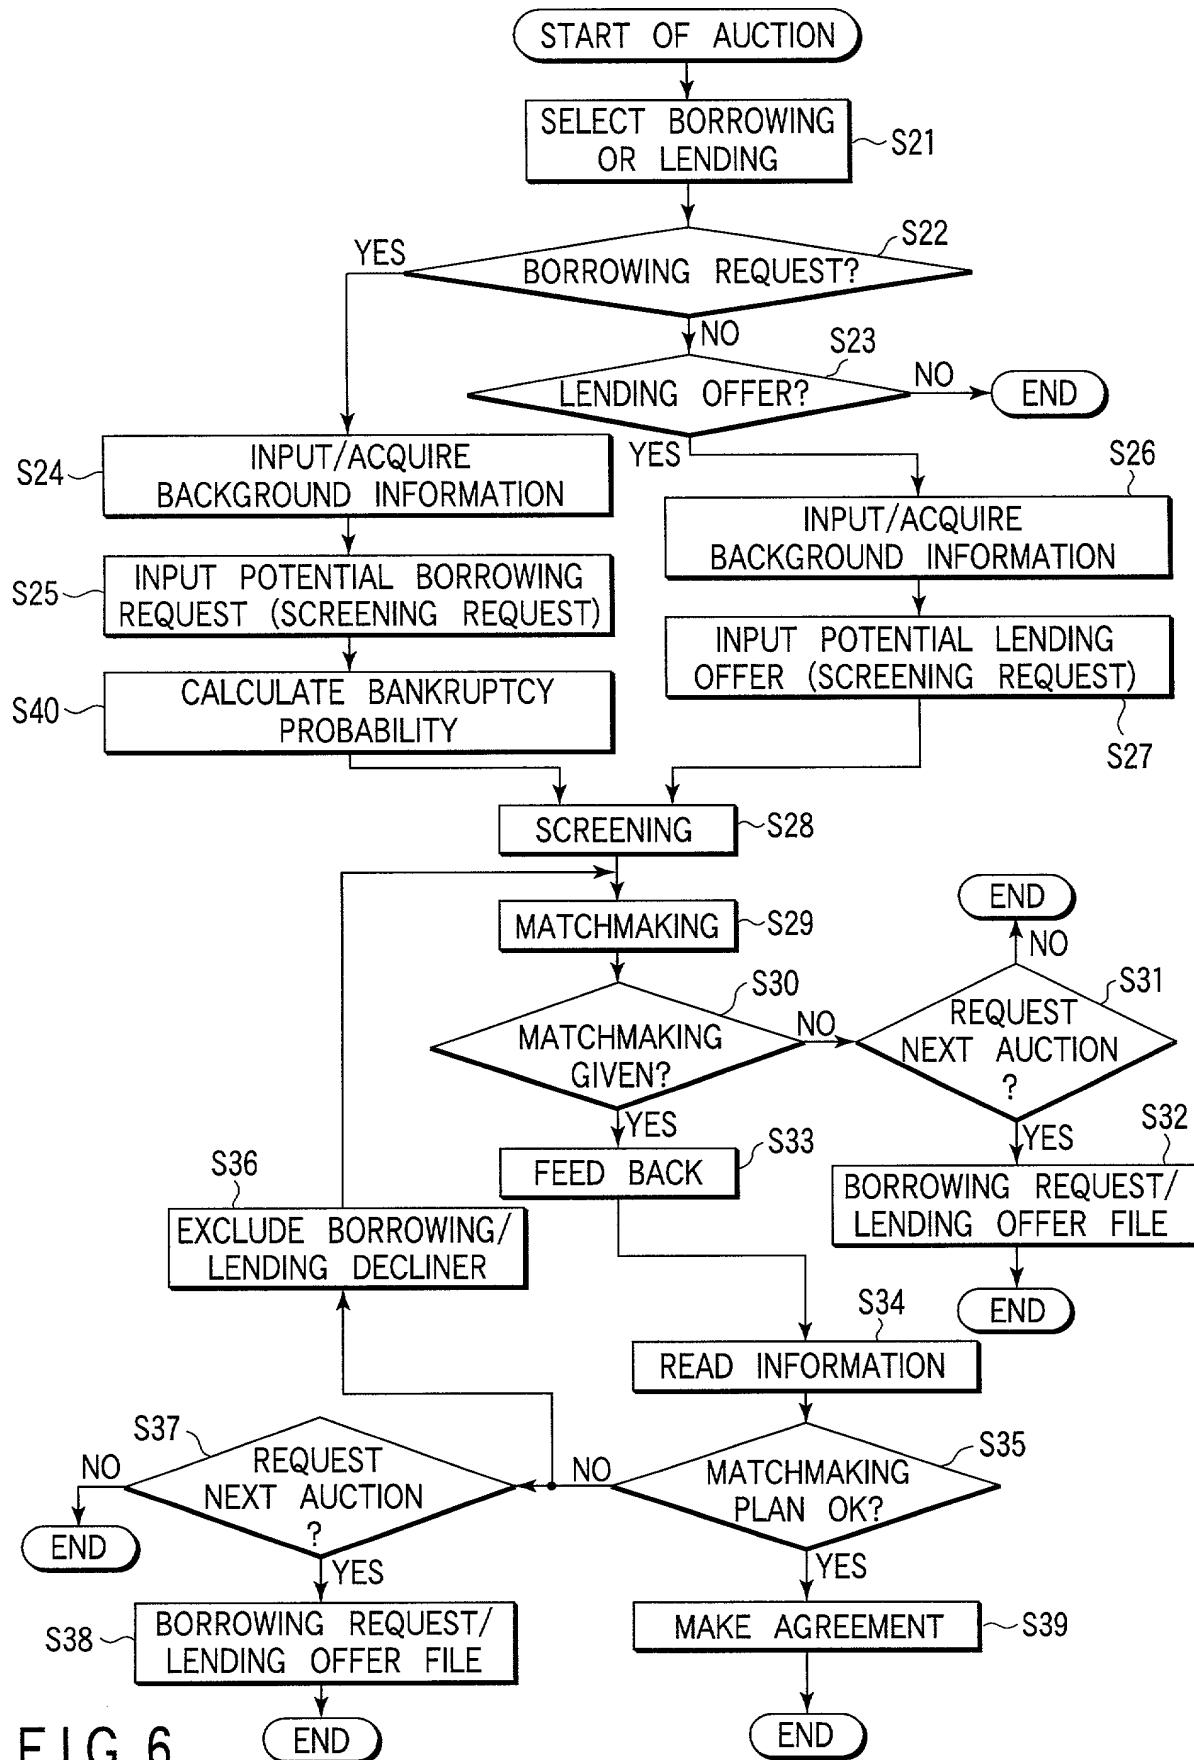 START OF AUCTION
SELECT BORROWING
OR LENDING
S21
S22
YES
BORROWING REQUEST?
NO
S23
LENDING OFFER?
NO
END
YES
S24
INPUT/ACQUIRE
BACKGROUND INFORMATION
S26
INPUT/ACQUIRE
BACKGROUND INFORMATION
S25
INPUT POTENTIAL BORROWING
REQUEST (SCREENING REQUEST)
INPUT POTENTIAL LENDING
OFFER (SCREENING REQUEST)
S27
S40
CALCULATE BANKRUPTCY
PROBABILITY
SCREENING
S28
MATCHMAKING
S29
END
NO
S30
MATCHMAKING
GIVEN?
NO
S31
REQUEST
NEXT AUCTION
?
YES
YES
S32
S33
FEED BACK
BORROWING REQUEST/
LENDING OFFER FILE
END
S36
EXCLUDE BORROWING/
LENDING DECLINER
S34
READ INFORMATION
S37
REQUEST
NEXT AUCTION
?
NO
END
NO
S35
MATCHMAKING
PLAN OK?
YES
YES
S38
BORROWING REQUEST/
LENDING OFFER FILE
MAKE AGREEMENT
S39
END
END
FIG. 6